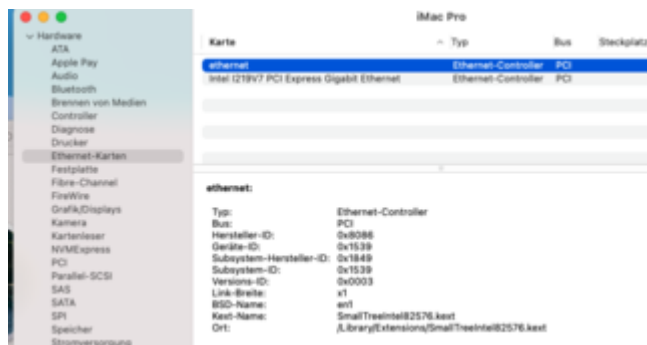 iMac Pro
Hardware
ATA
Apple Pay
Audio
Bluetooth
Brennen von Medien
Controller
Diagnose
Drucker
Ethernet-Karten
Festplatte
Fibre-Channel
FireWire
Grafik/Displays
Kamera
Kartenleser
NVMExpress
PCI
Parallel-SCSI
SAS
SATA
SPI
Speicher
Stromversorgung
Karte Typ Bus Steckplatz
ethernet Ethernet-Controller PCI
Intel I219V7 PCI Express Gigabit Ethernet Ethernet-Controller PCI
ethernet:
Typ: Ethernet-Controller
Bus: PCI
Hersteller-ID: 0x8086
Geräte-ID: 0x1539
Subsystem-Hersteller-ID: 0x1849
Subsystem-ID: 0x1539
Versions-ID: 0x0003
Link-Breite: x1
BSD-Name: en1
Kext-Name: SmallTreeIntel82576.kext
Ort: /Library/Extensions/SmallTreeIntel82576.kext